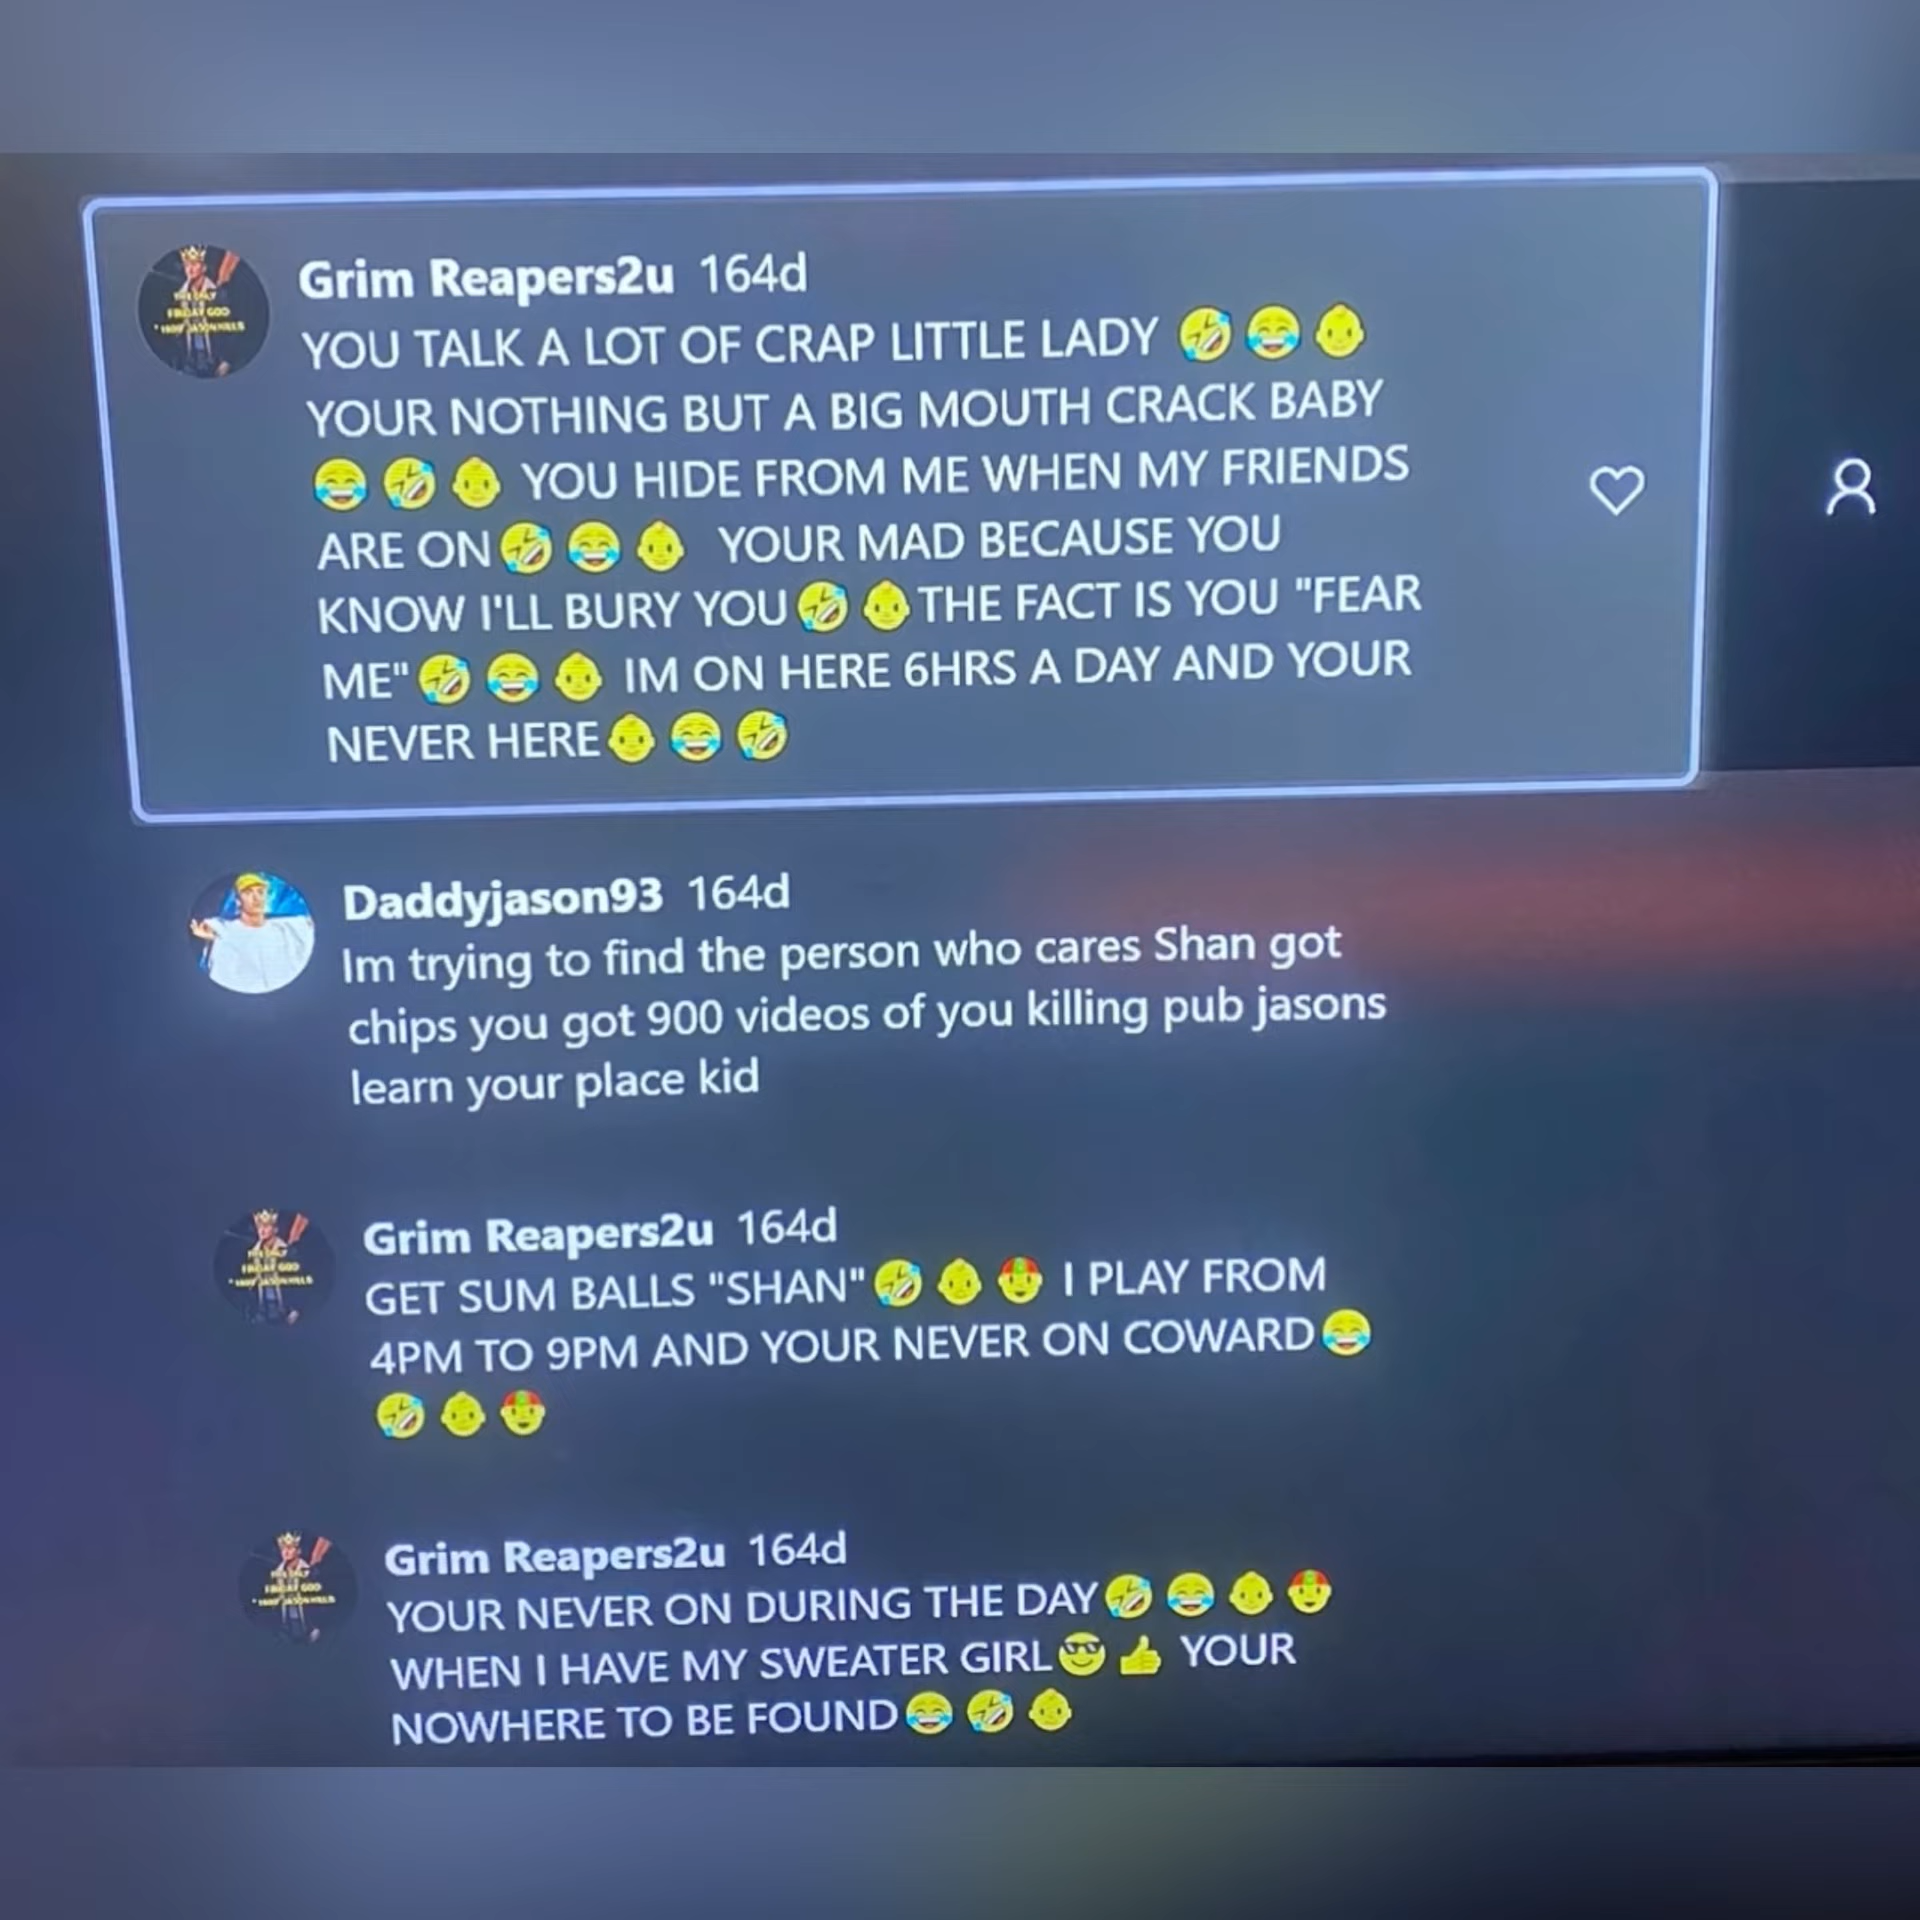 Grim Reapers2u 164d
YOU TALK A LOT OF CRAP LITTLE LADY 🤣😂👶
YOUR NOTHING BUT A BIG MOUTH CRACK BABY
😂🤣👶 YOU HIDE FROM ME WHEN MY FRIENDS
ARE ON🤣😂👶 YOUR MAD BECAUSE YOU
KNOW I'LL BURY YOU🤣👶THE FACT IS YOU "FEAR
ME"🤣😂👶 IM ON HERE 6HRS A DAY AND YOUR
NEVER HERE👶😂🤣
Daddyjason93 164d
Im trying to find the person who cares Shan got
chips you got 900 videos of you killing pub jasons
learn your place kid
Grim Reapers2u 164d
GET SUM BALLS "SHAN"🤣👶👲 I PLAY FROM
4PM TO 9PM AND YOUR NEVER ON COWARD😂
🤣👶👲
Grim Reapers2u 164d
YOUR NEVER ON DURING THE DAY🤣😂👶👲
WHEN I HAVE MY SWEATER GIRL😎👍 YOUR
NOWHERE TO BE FOUND😂🤣👶